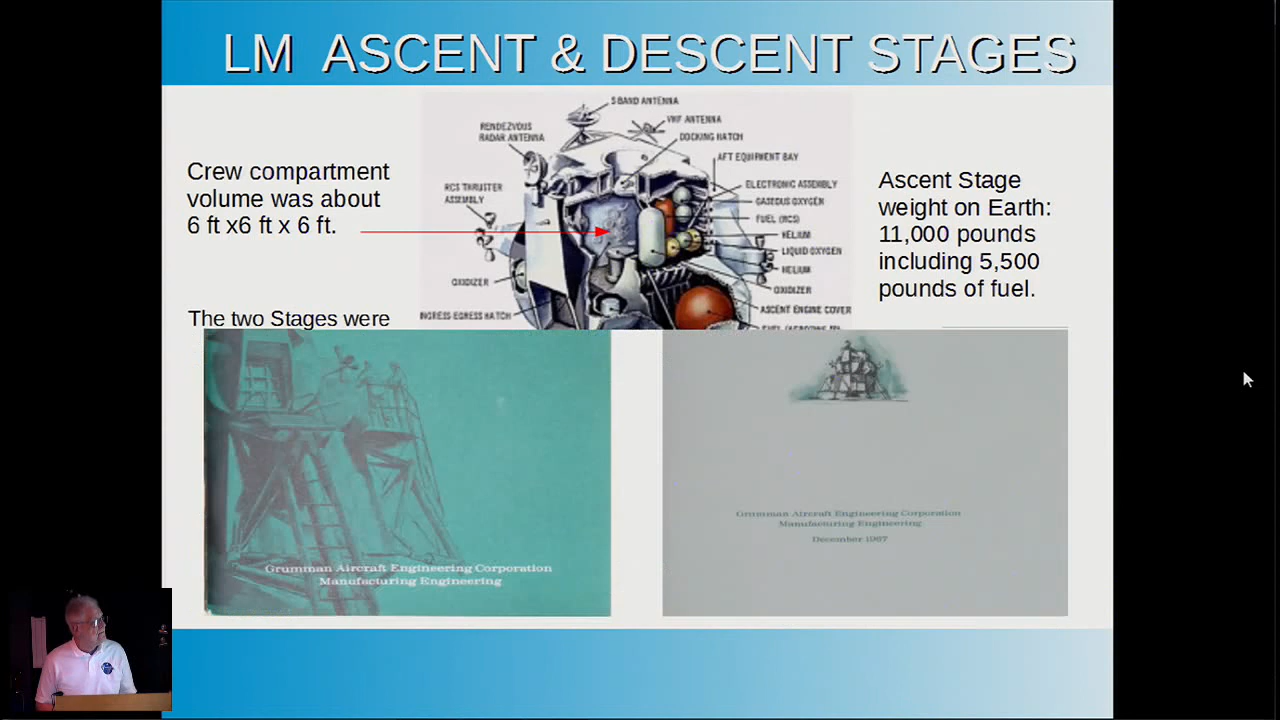 LM ASCENT & DESCENT STAGES
S-BAND ANTENNA
VHF ANTENNA
RENDEZVOUS
RADAR ANTENNA
DOCKING HATCH
AFT EQUIPMENT BAY
Crew compartment
volume was about
6 ft x6 ft x 6 ft.
RCS THRUSTER
ASSEMBLY
ELECTRONIC ASSEMBLY
GASEOUS OXYGEN
FUEL (RCS)
HELIUM
LIQUID OXYGEN
HELIUM
OXIDIZER
OXIDIZER
INGRESS-EGRESS HATCH
ASCENT ENGINE COVER
Ascent Stage
weight on Earth:
11,000 pounds
including 5,500
pounds of fuel.
The two Stages were
Grumman Aircraft Engineering Corporation
Manufacturing Engineering
Grumman Aircraft Engineering Corporation
Manufacturing Engineering
December 1967